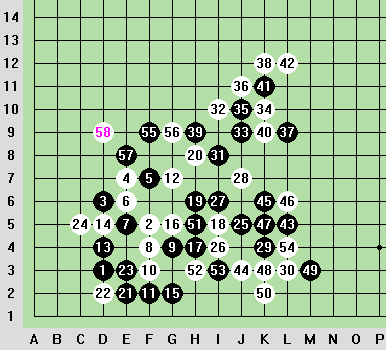 14
13
12 38 42
11 36 41
10 32 35 34
9 58 55 56 39 33 40 37
8 57 20 31
7 4 5 12 28
6 3 6 19 27 45 46
5 24 14 7 2 16 51 18 25 47 43
4 13 8 9 17 26 29 54
3 1 23 10 52 53 44 48 30 49
2 22 21 11 15 50
1
A B C D E F G H I J K L M N O P